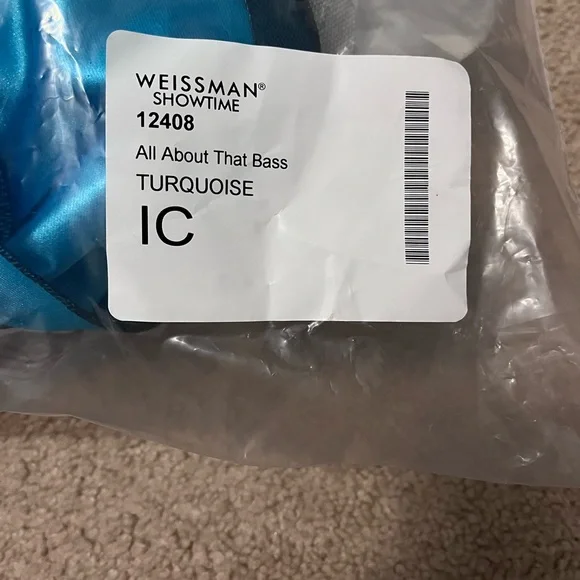 WEISSMAN®
SHOWTIME
12408
All About That Bass
TURQUOISE
IC